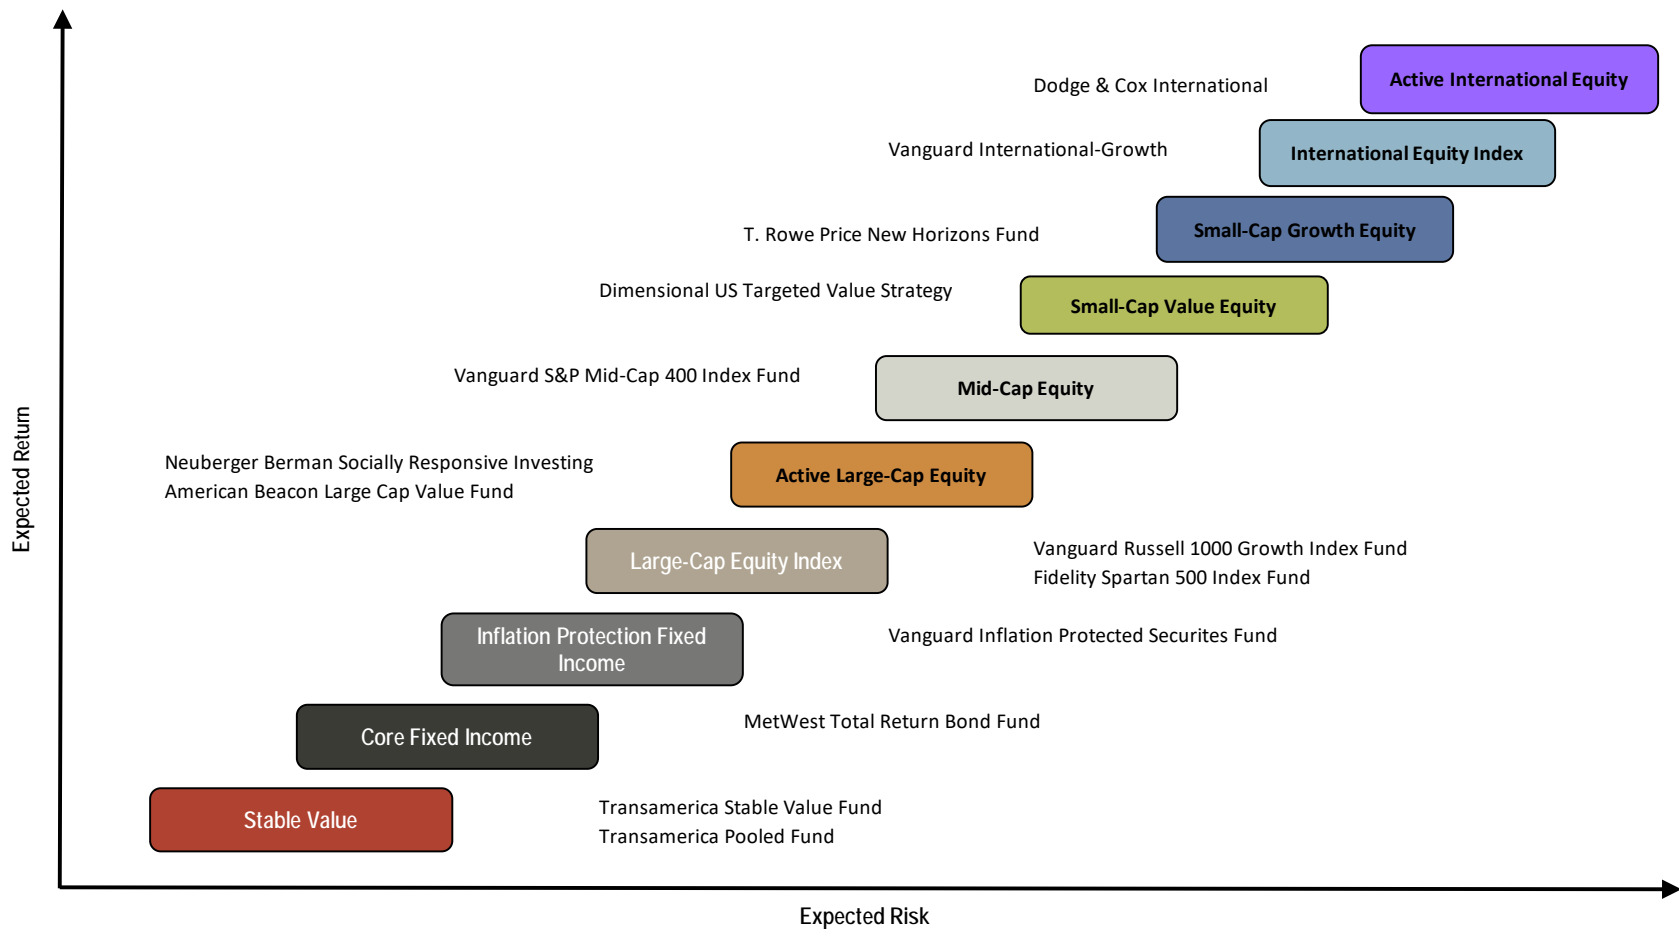 Dodge & Cox International
Active International Equity
Vanguard International-Growth
International Equity Index
T. Rowe Price New Horizons Fund
Small-Cap Growth Equity
Dimensional US Targeted Value Strategy
Small-Cap Value Equity
Vanguard S&P Mid-Cap 400 Index Fund
Mid-Cap Equity
Neuberger Berman Socially Responsive Investing
American Beacon Large Cap Value Fund
Active Large-Cap Equity
Large-Cap Equity Index
Vanguard Russell 1000 Growth Index Fund
Fidelity Spartan 500 Index Fund
Inflation Protection Fixed
Income
Vanguard Inflation Protected Securites Fund
Core Fixed Income
MetWest Total Return Bond Fund
Stable Value
Transamerica Stable Value Fund
Transamerica Pooled Fund
Expected Return
Expected Risk